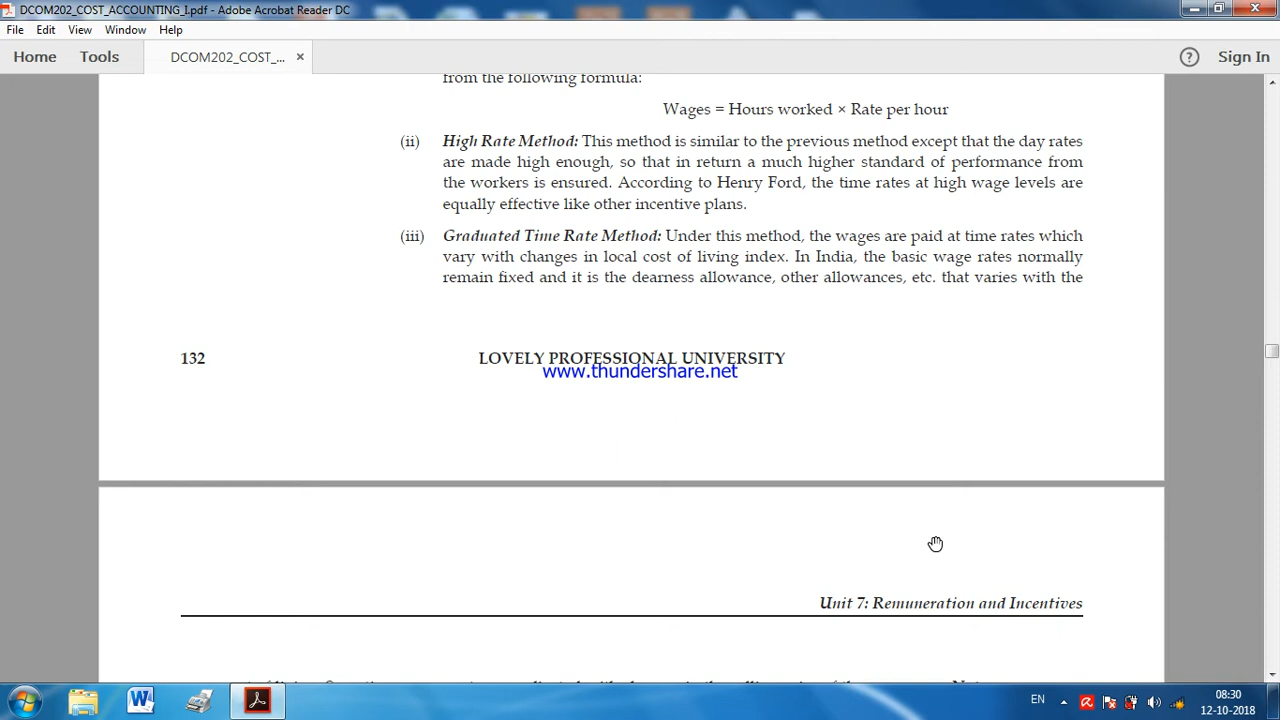 DCOM202_COST_ACCOUNTING_I.pdf - Adobe Acrobat Reader DC
File Edit View Window Help
Home Tools DCOM202_COST_... × Sign In
from the following formula:
Wages = Hours worked × Rate per hour
(ii) High Rate Method: This method is similar to the previous method except that the day rates
are made high enough, so that in return a much higher standard of performance from
the workers is ensured. According to Henry Ford, the time rates at high wage levels are
equally effective like other incentive plans.
(iii) Graduated Time Rate Method: Under this method, the wages are paid at time rates which
vary with changes in local cost of living index. In India, the basic wage rates normally
remain fixed and it is the dearness allowance, other allowances, etc. that varies with the
132 LOVELY PROFESSIONAL UNIVERSITY
www.thundershare.net
Unit 7: Remuneration and Incentives
EN 08:30
12-10-2018